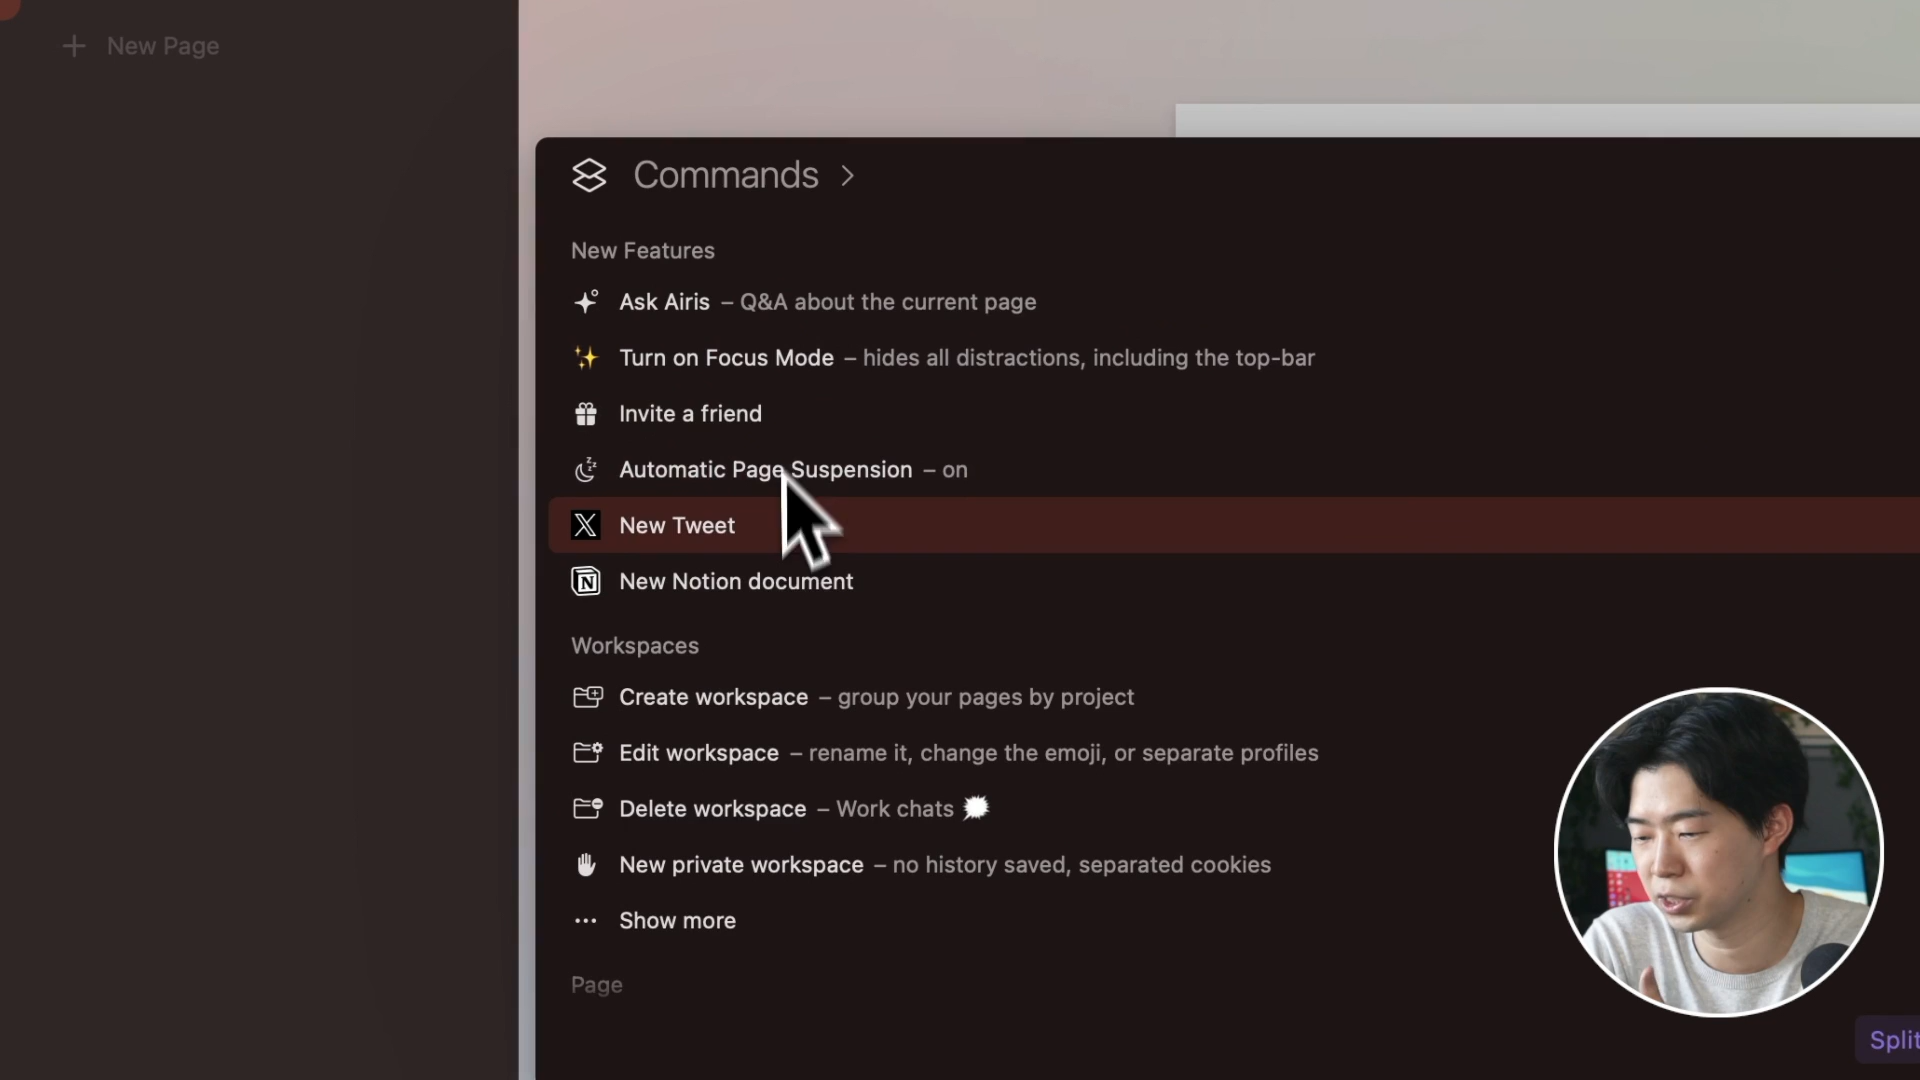 New Page
Commands
New Features
Ask Airis – Q&A about the current page
Turn on Focus Mode – hides all distractions, including the top-bar
Invite a friend
Automatic Page Suspension – on
New Tweet
New Notion document
Workspaces
Create workspace – group your pages by project
Edit workspace – rename it, change the emoji, or separate profiles
Delete workspace – Work chats
New private workspace – no history saved, separated cookies
Show more
Page
Split